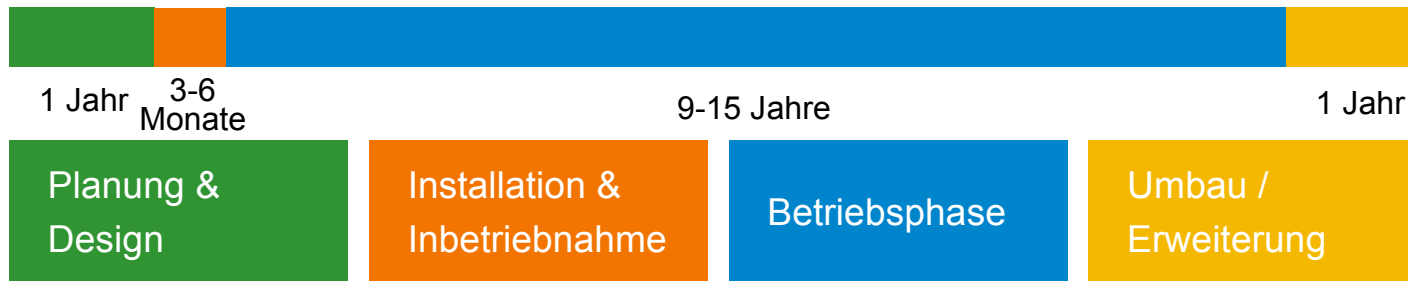 1 Jahr
3-6
Monate
9-15 Jahre
1 Jahr
Planung &
Design
Installation &
Inbetriebnahme
Betriebsphase
Umbau /
Erweiterung